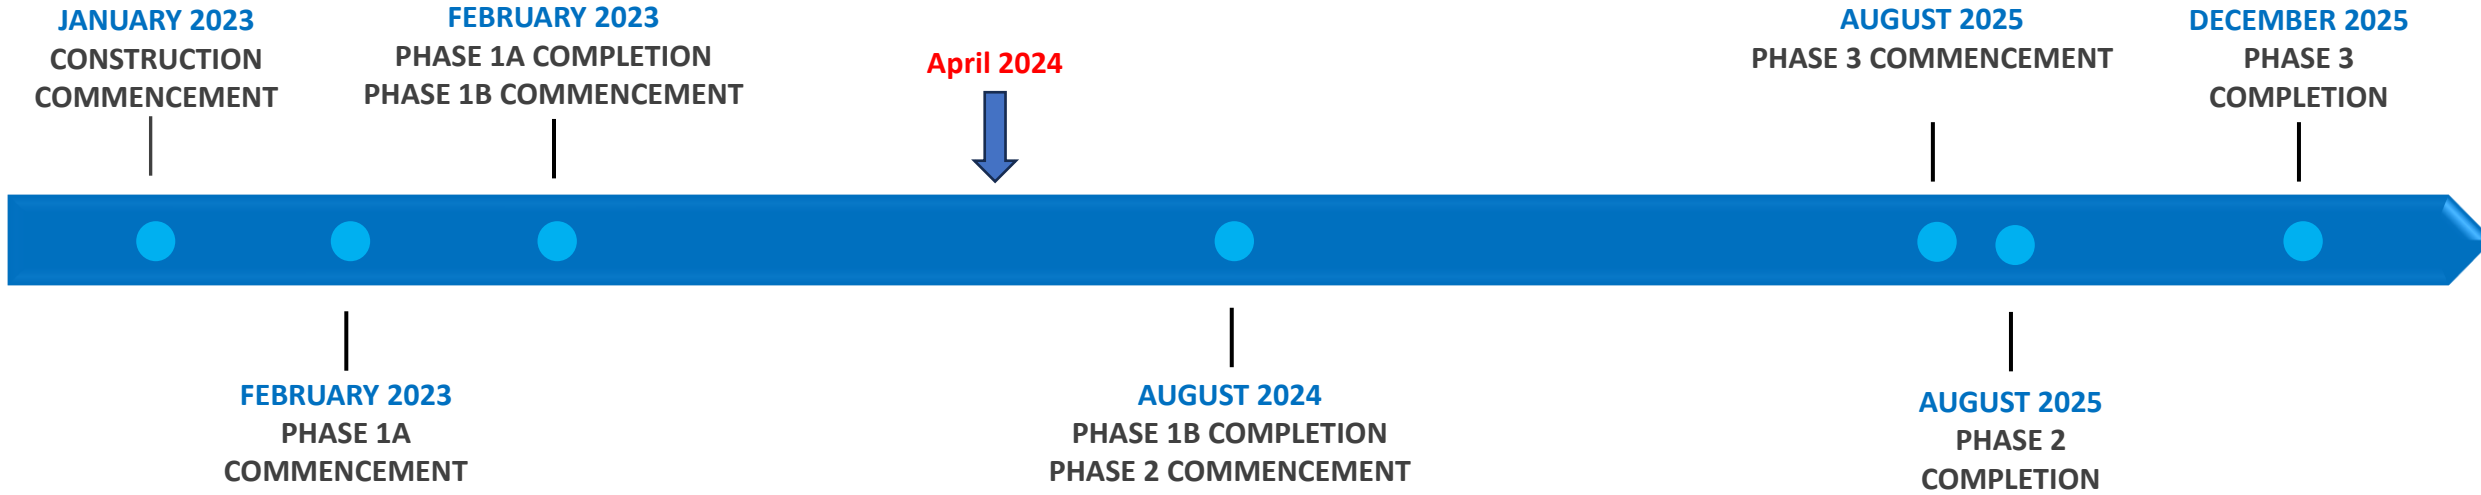 JANUARY 2023
CONSTRUCTION
COMMENCEMENT
FEBRUARY 2023
PHASE 1A COMPLETION
PHASE 1B COMMENCEMENT
April 2024
AUGUST 2025
PHASE 3 COMMENCEMENT
DECEMBER 2025
PHASE 3
COMPLETION
FEBRUARY 2023
PHASE 1A
COMMENCEMENT
AUGUST 2024
PHASE 1B COMPLETION
PHASE 2 COMMENCEMENT
AUGUST 2025
PHASE 2
COMPLETION